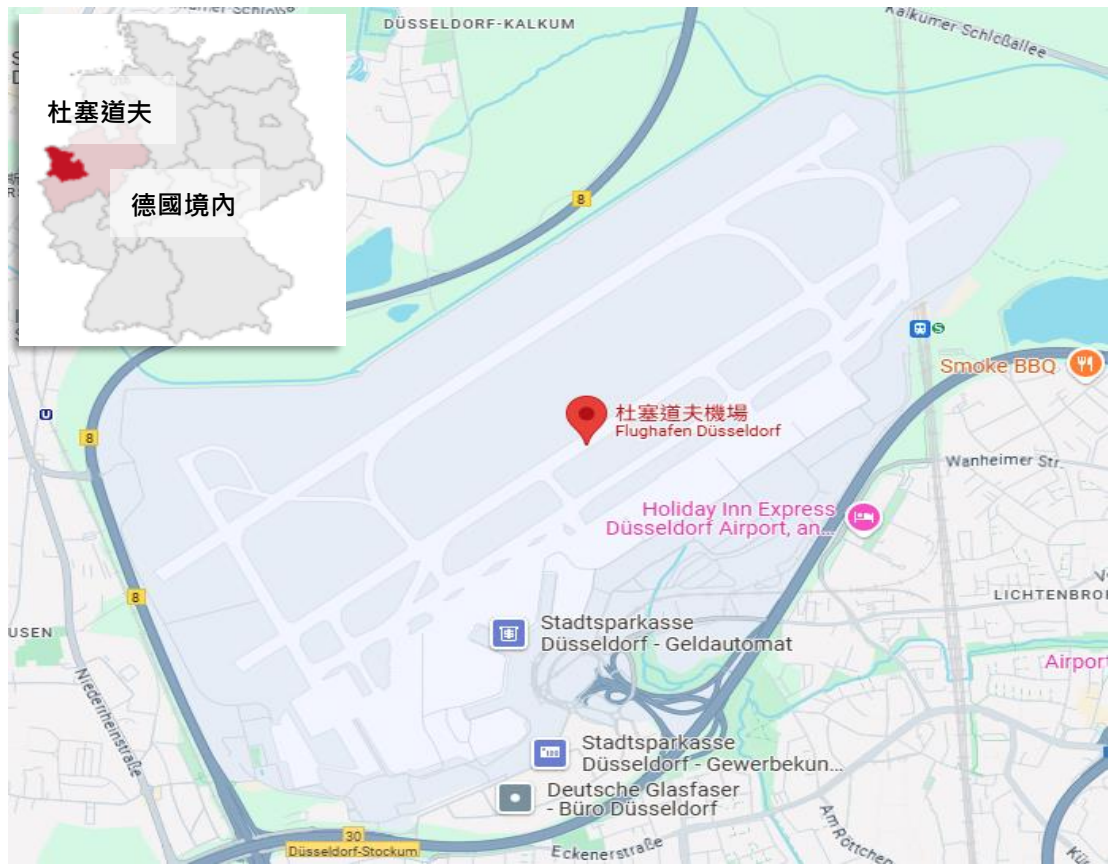 杜塞道夫
德國境內
DÜSSELDORF-KALKUM
Kalkumer Schloßallee
8
Smoke BBQ
杜塞道夫機場
Flughafen Düsseldorf
8
Wanheimer Str.
Holiday Inn Express
Düsseldorf Airport, an...
8
Stadtsparkasse
Düsseldorf - Geldautomat
Airport
Niederrheinstraße
Stadtsparkasse
Düsseldorf - Gewerbekun...
Deutsche Glasfaser
- Büro Düsseldorf
30
Düsseldorf-Stockum
Eckenerstraße
Am Röttchen